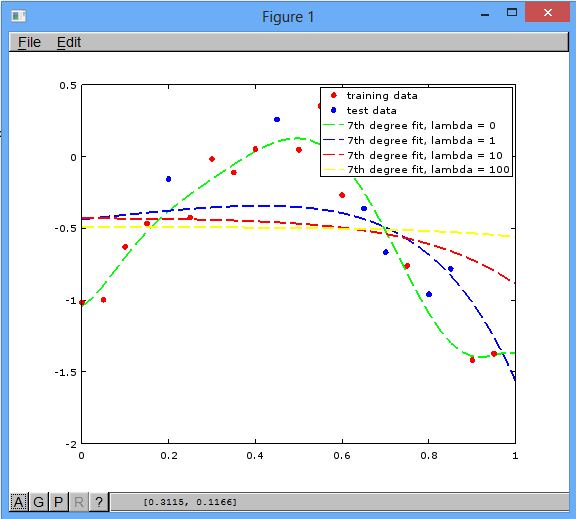 Figure 1
File Edit
training data
test data
7th degree fit, lambda = 0
7th degree fit, lambda = 1
7th degree fit, lambda = 10
7th degree fit, lambda = 100
0.5
0
-0.5
-1
-1.5
-2
0 0.2 0.4 0.6 0.8 1
A G P R ? [0.3115, 0.1166]